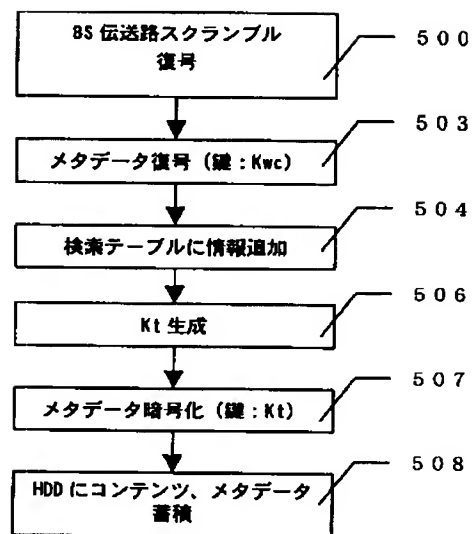 BS 伝送路スクランブル
復号
５００
５０３
メタデータ復号（鍵：Kwc）
５０４
検索テーブルに情報追加
５０６
Kt 生成
５０７
メタデータ暗号化（鍵：Kt）
５０８
HDD にコンテンツ、メタデータ
蓄積